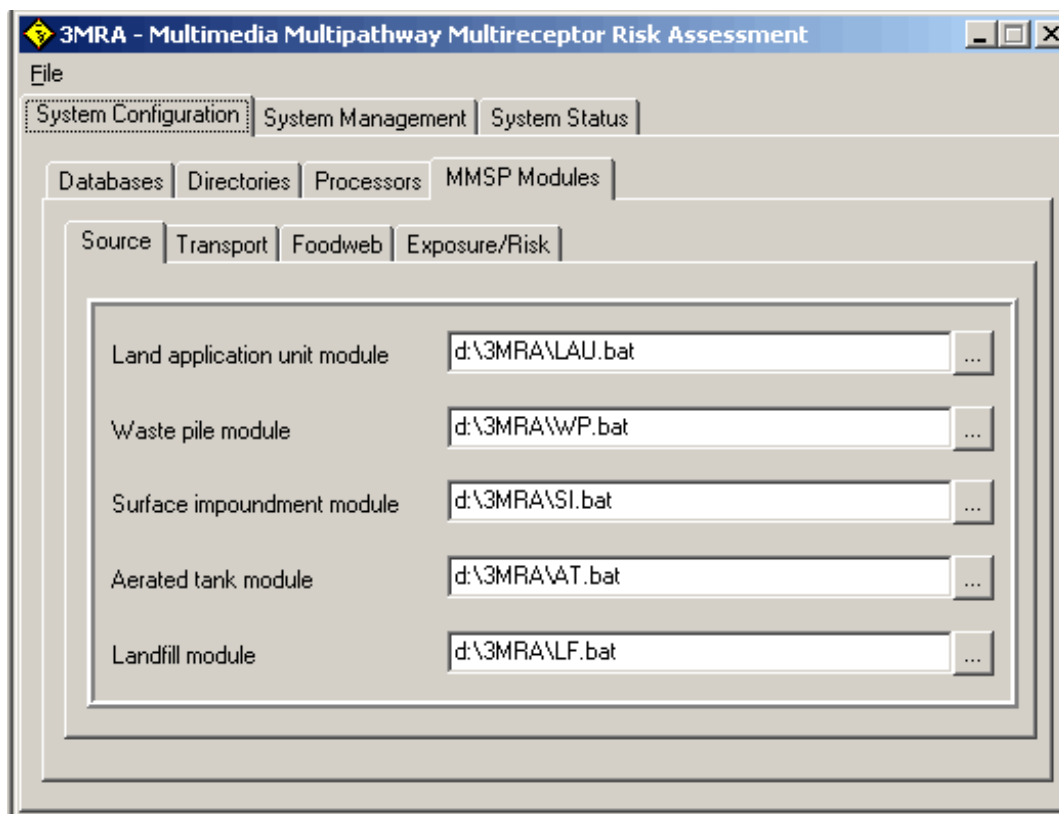 3MRA - Multimedia Multipathway Multireceptor Risk Assessment
File
System Configuration System Management System Status
Databases Directories Processors MMSP Modules
Source Transport Foodweb Exposure/Risk
Land application unit module d:\3MRA\LAU.bat ...
Waste pile module d:\3MRA\WP.bat ...
Surface impoundment module d:\3MRA\SI.bat ...
Aerated tank module d:\3MRA\AT.bat ...
Landfill module d:\3MRA\LF.bat ...